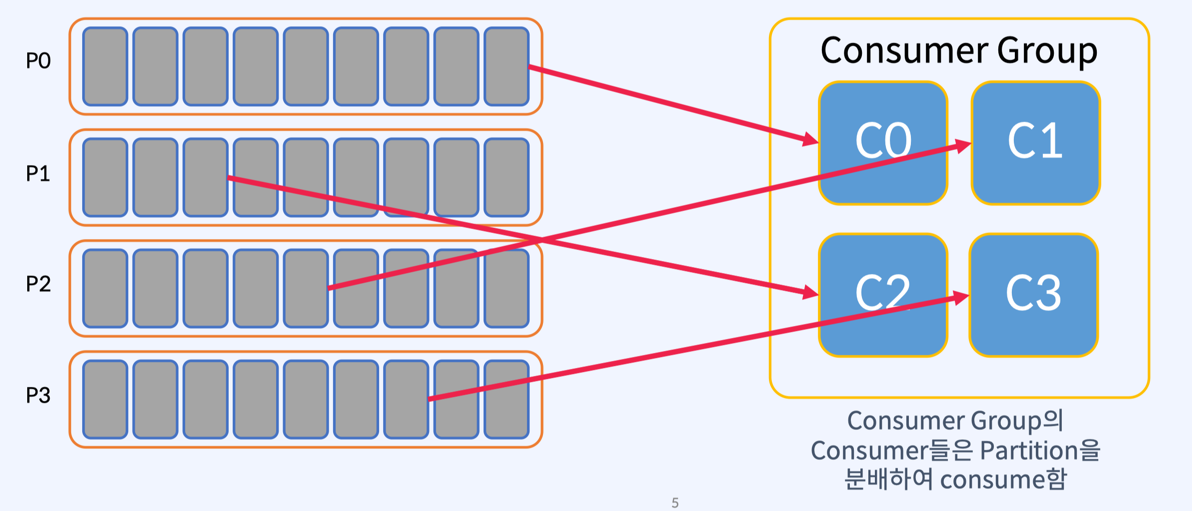 P0
P1
P2
P3
Consumer Group
C0
C1
C2
C3
Consumer Group의
Consumer들은 Partition을
분배하여 consume함
5